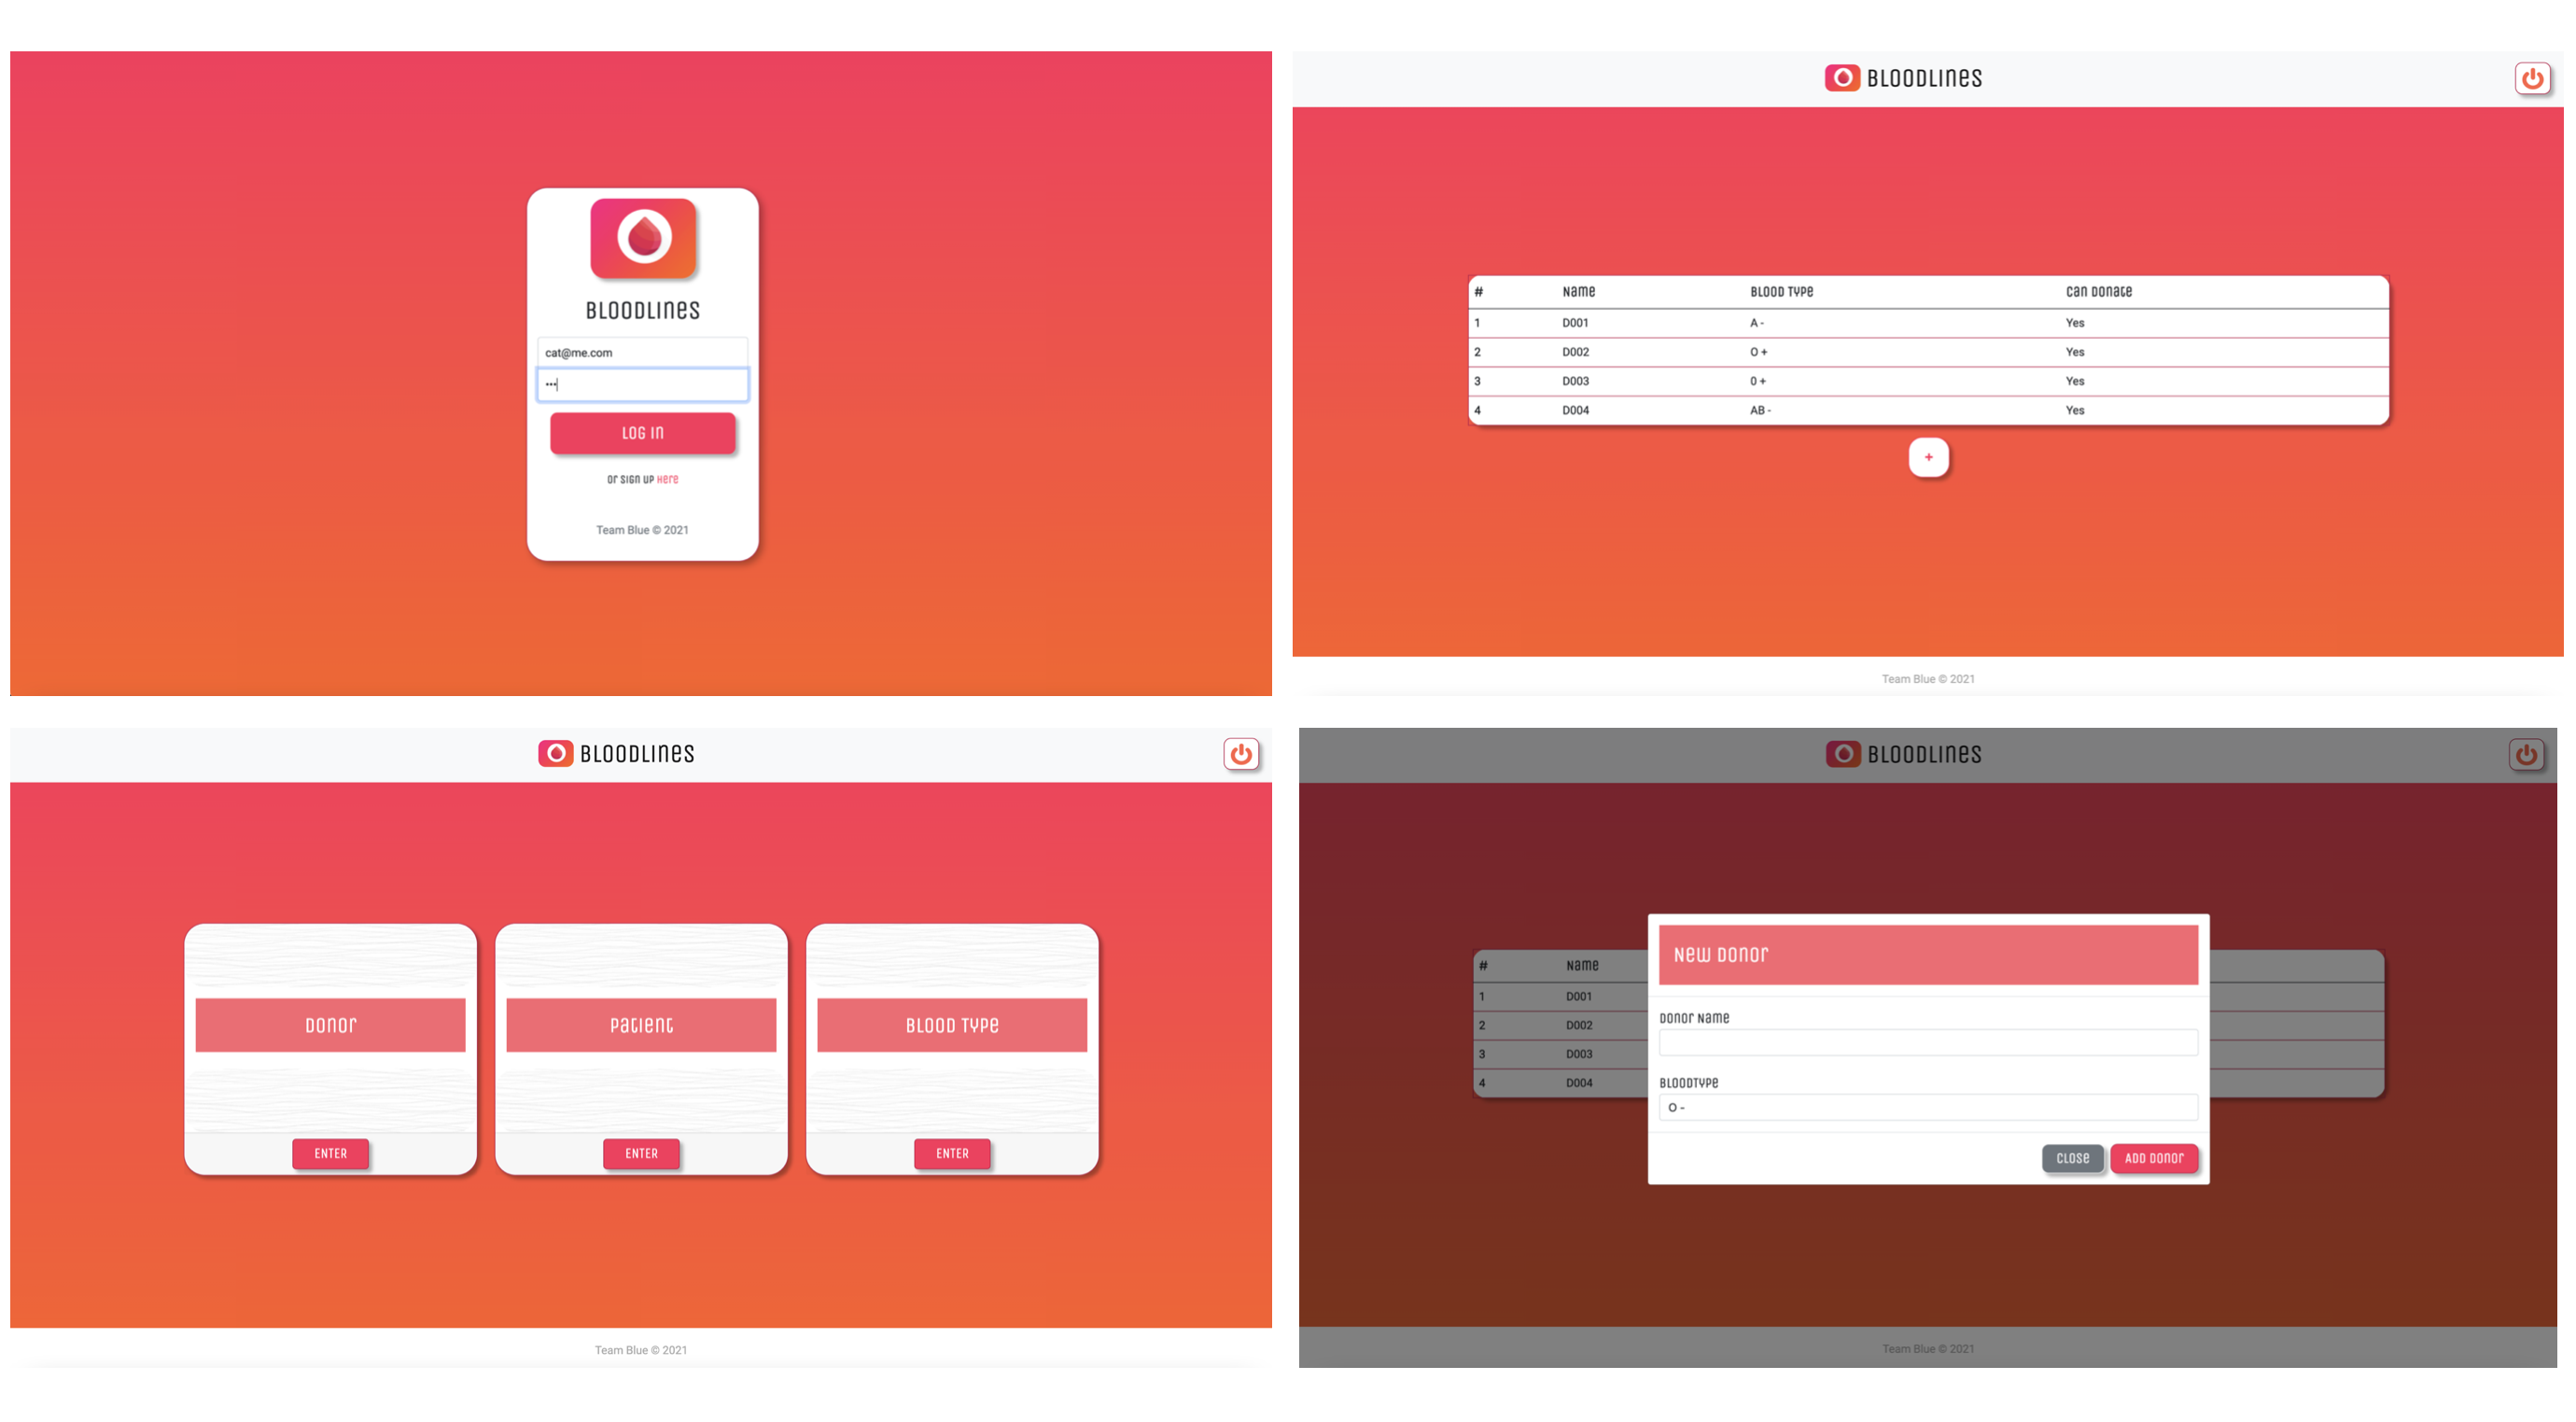 BLOODLINES
cat@me.com
•••
LOG IN
or sign up Here
Team Blue © 2021
BLOODLINES
# Name BLOOD TYPE Can Donate
1 D001 A - Yes
2 D002 O + Yes
3 D003 0 + Yes
4 D004 AB - Yes
+
Team Blue © 2021
BLOODLINES
Donor Patient BLOOD TYPE
ENTER ENTER ENTER
Team Blue © 2021
BLOODLINES
# Name
1 D001
2 D002
3 D003
4 D004
New Donor
Donor Name
BLOODTYPE
O -
Close ADD Donor
Team Blue © 2021